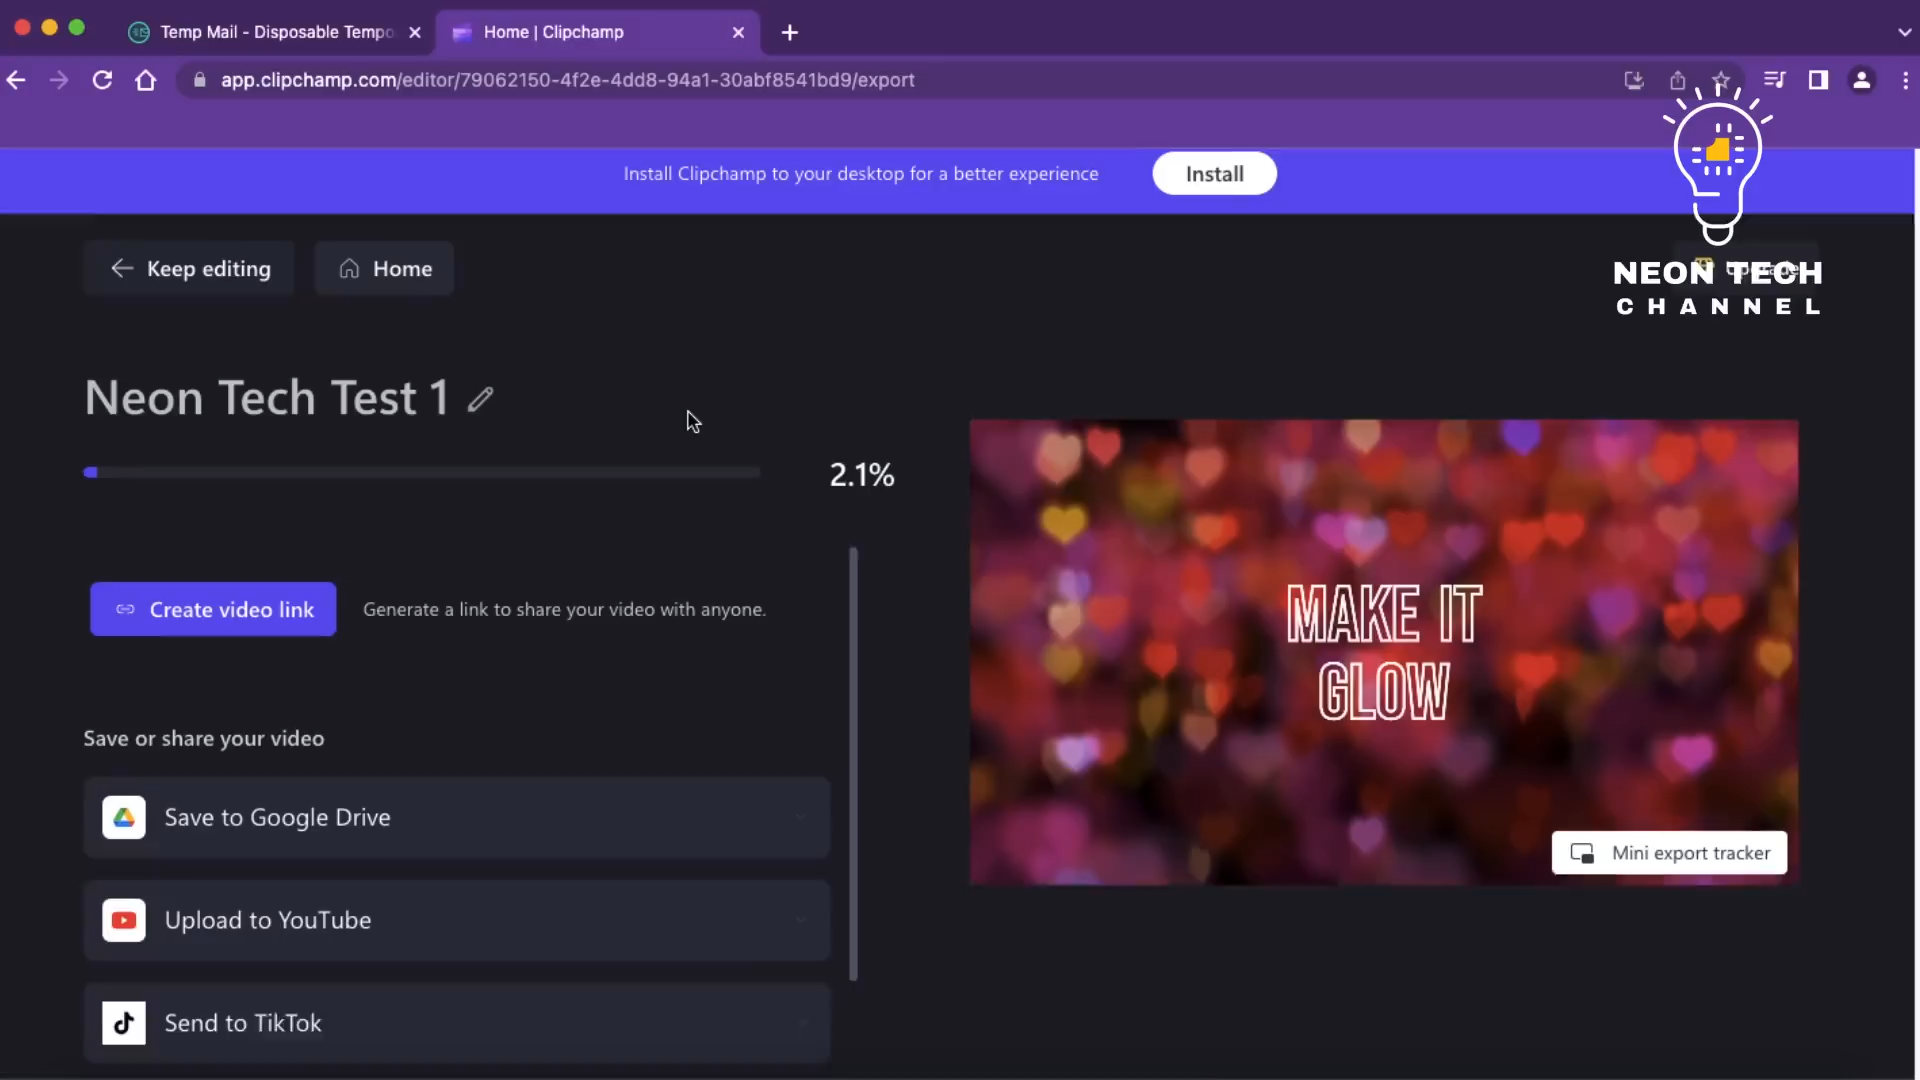 Temp Mail - Disposable Tempo
Home | Clipchamp
app.clipchamp.com/editor/79062150-4f2e-4dd8-94a1-30abf8541bd9/export
Install Clipchamp to your desktop for a better experience
Install
Keep editing
Home
Upgrade
NEON TECH
CHANNEL
Neon Tech Test 1
2.1%
Create video link
Generate a link to share your video with anyone.
MAKE IT
GLOW
Save or share your video
Save to Google Drive
Mini export tracker
Upload to YouTube
Send to TikTok